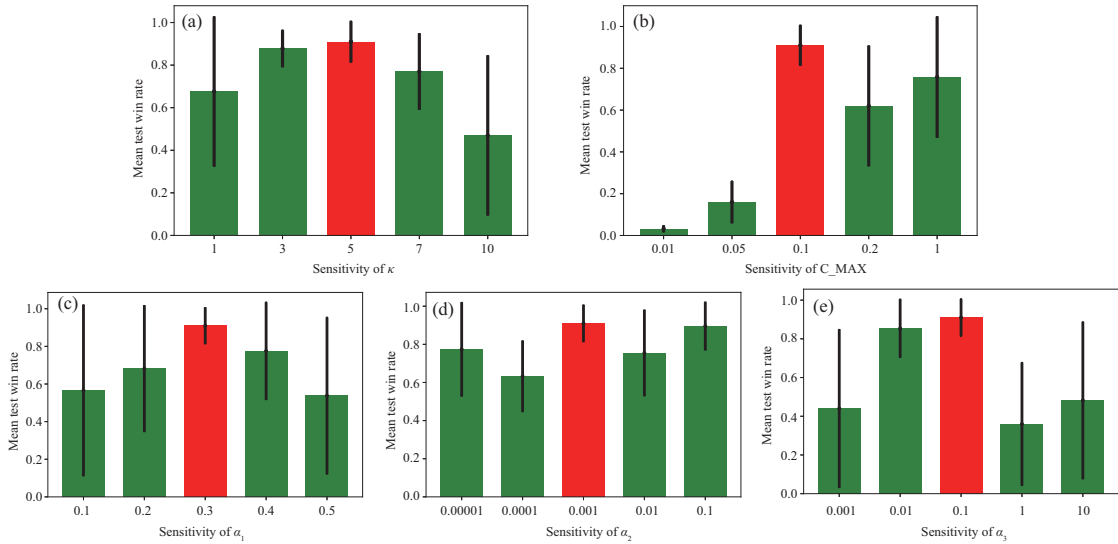 (a)
Mean test win rate
1.0
0.8
0.6
0.4
0.2
0.0
1 3 5 7 10
Sensitivity of κ
(b)
Mean test win rate
1.0
0.8
0.6
0.4
0.2
0.0
0.01 0.05 0.1 0.2 1
Sensitivity of C_MAX
(c)
Mean test win rate
1.0
0.8
0.6
0.4
0.2
0.0
0.1 0.2 0.3 0.4 0.5
Sensitivity of α₁
(d)
Mean test win rate
1.0
0.8
0.6
0.4
0.2
0.0
0.00001 0.0001 0.001 0.01 0.1
Sensitivity of α₂
(e)
Mean test win rate
1.0
0.8
0.6
0.4
0.2
0.0
0.001 0.01 0.1 1 10
Sensitivity of α₃